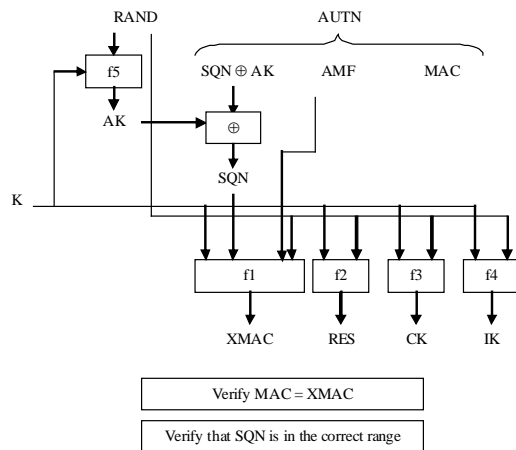 RAND AUTN
f5 SQN ⊕ AK AMF MAC
AK ⊕
SQN
K
f1 f2 f3 f4
XMAC RES CK IK
Verify MAC = XMAC
Verify that SQN is in the correct range